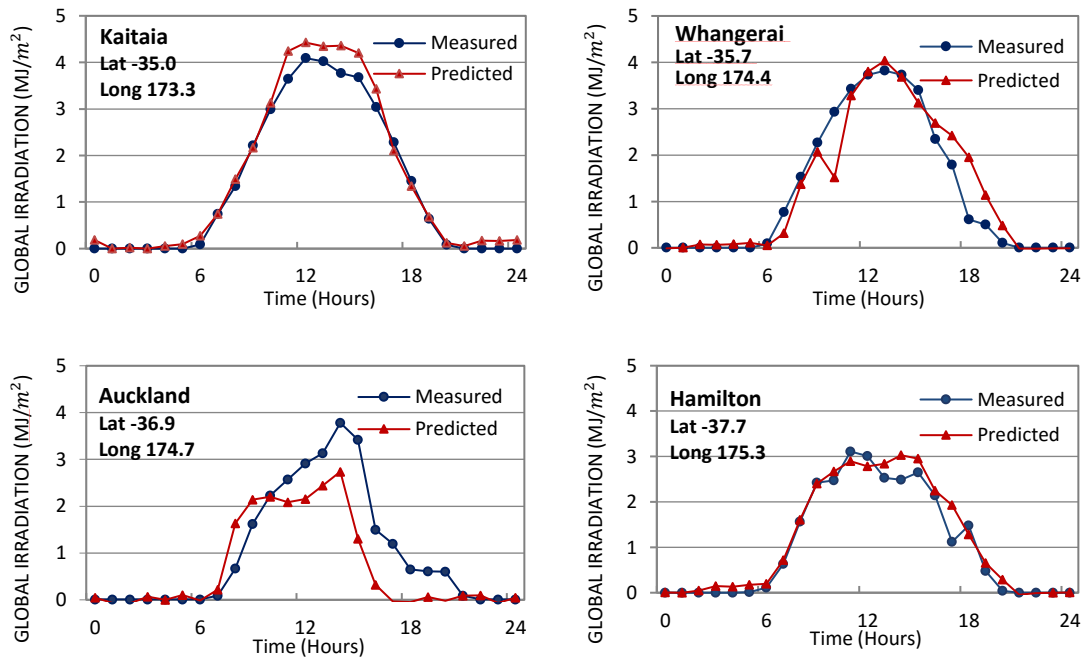 GLOBAL IRRADIATION (MJ/m²)
5
4
3
2
1
0
Kaitaia
Lat -35.0
Long 173.3
Measured
Predicted
0 6 12 18 24
Time (Hours)
GLOBAL IRRADIATION (MJ/m²)
5
4
3
2
1
0
Whangerai
Lat -35.7
Long 174.4
Measured
Predicted
0 6 12 18 24
Time (Hours)
GLOBAL IRRADIATION (MJ/m²)
5
4
3
2
1
0
Auckland
Lat -36.9
Long 174.7
Measured
Predicted
0 6 12 18 24
Time (Hours)
GLOBAL IRRADIATION (MJ/m²)
5
4
3
2
1
0
Hamilton
Lat -37.7
Long 175.3
Measured
Predicted
0 6 12 18 24
Time (Hours)